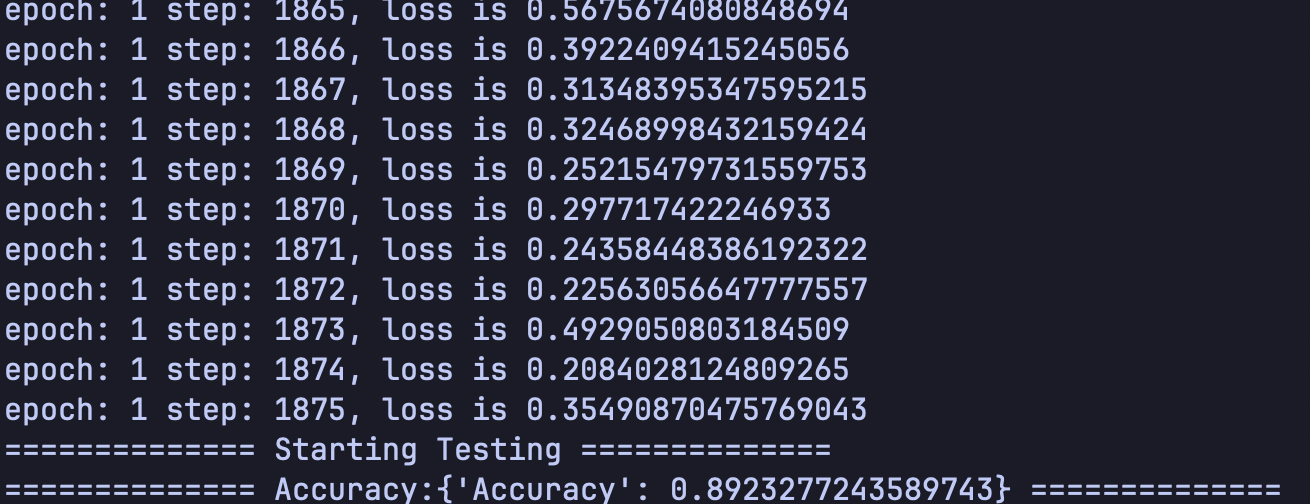 epoch: 1 step: 1865, loss is 0.5675674080848694
epoch: 1 step: 1866, loss is 0.3922409415245056
epoch: 1 step: 1867, loss is 0.31348395347595215
epoch: 1 step: 1868, loss is 0.32468998432159424
epoch: 1 step: 1869, loss is 0.25215479731559753
epoch: 1 step: 1870, loss is 0.297717422246933
epoch: 1 step: 1871, loss is 0.24358448386192322
epoch: 1 step: 1872, loss is 0.22563056647777557
epoch: 1 step: 1873, loss is 0.4929050803184509
epoch: 1 step: 1874, loss is 0.2084028124809265
epoch: 1 step: 1875, loss is 0.35490870475769043
============== Starting Testing ==============
============== Accuracy:{'Accuracy': 0.8923277243589743} ==============